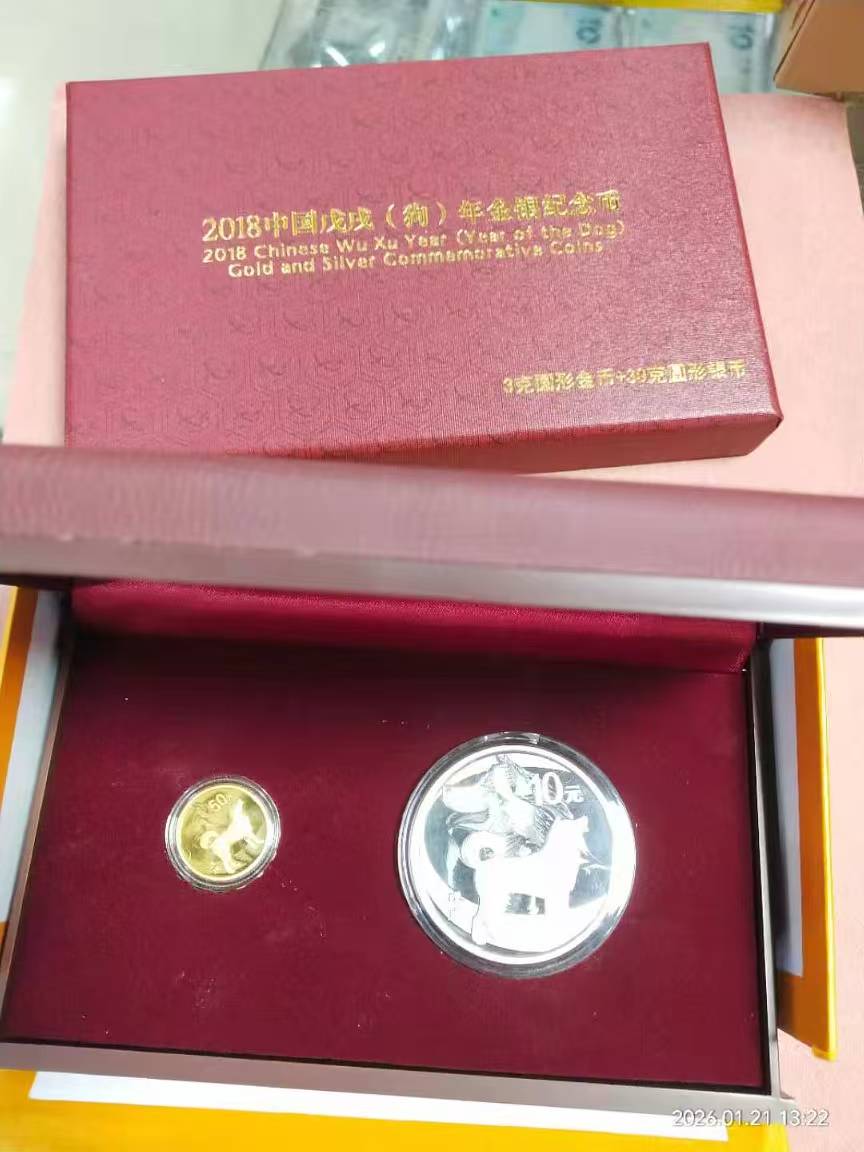 10
2018中国戊戌（狗）年金银纪念币
2018 Chinese Wu Xu Year (Year of the Dog)
Gold and Silver Commemorative Coins
3克圆形金币+30克圆形银币
50元
10元
2026.01.21 13:22